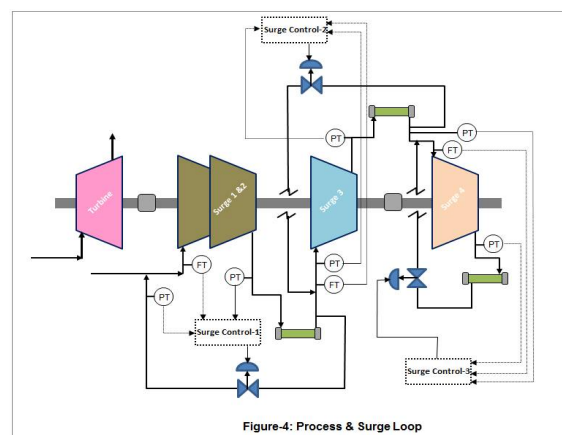 Surge Control-2
PT
PT
FT
Turbine
Surge 1 &2
Surge 3
Surge 4
FT
PT
PT
PT
FT
PT
Surge Control-1
Surge Control-3
Figure-4: Process & Surge Loop